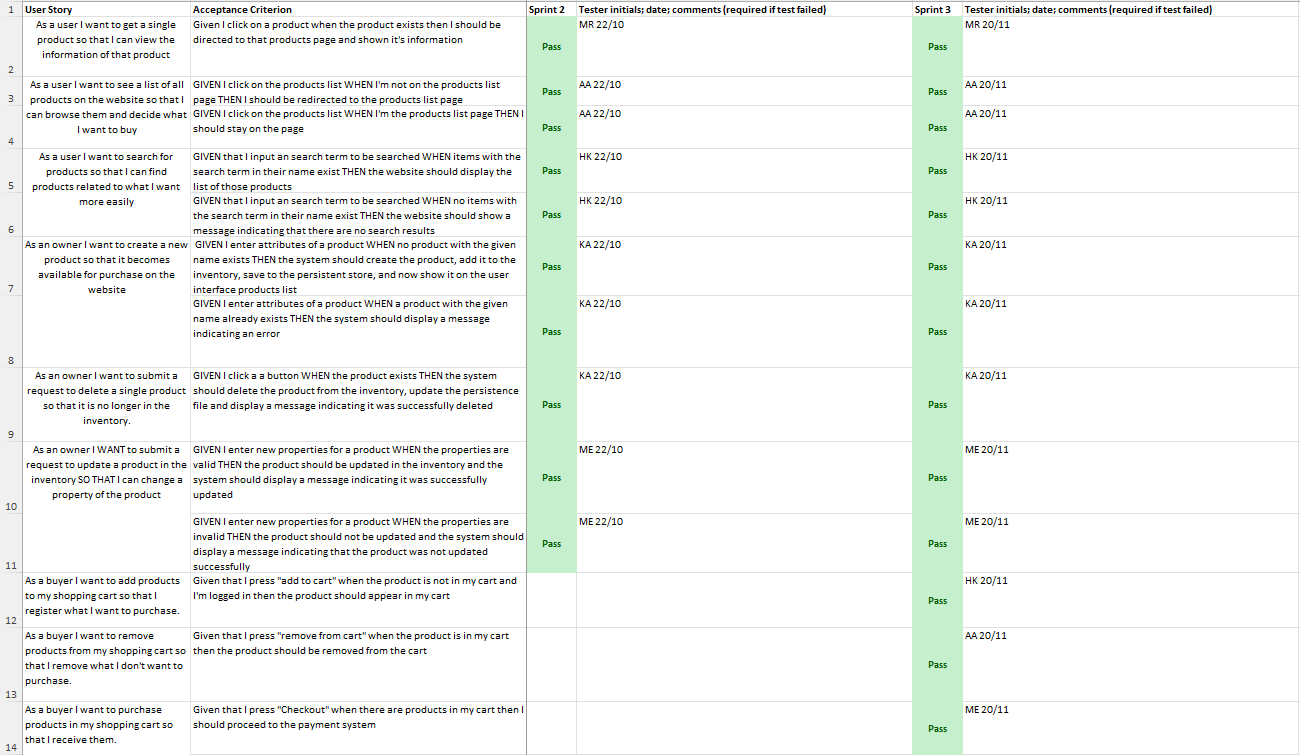 1 User Story Acceptance Criterion Sprint 2 Tester initials; date; comments (required if test failed) Sprint 3 Tester initials; date; comments (required if test failed)
As a user I want to get a single
product so that I can view the
information of that product
Given I click on a product when the product exists then I should be
directed to that products page and shown it's information
Pass
MR 22/10
Pass
MR 20/11
2
As a user I want to see a list of all
products on the website so that I
can browse them and decide what
I want to buy
GIVEN I click on the products list WHEN I'm not on the products list
page THEN I should be redirected to the products list page
Pass
AA 22/10
Pass
AA 20/11
3
GIVEN I click on the products list WHEN I'm the products list page THEN I
should stay on the page
Pass
AA 22/10
Pass
AA 20/11
4
As a user I want to search for
products so that I can find
products related to what I want
more easily
GIVEN that I input an search term to be searched WHEN items with the
search term in their name exist THEN the website should display the
list of those products
Pass
HK 22/10
Pass
HK 20/11
5
GIVEN that I input an search term to be searched WHEN no items with
the search term in their name exist THEN the website should show a
message indicating that there are no search results
Pass
HK 22/10
Pass
HK 20/11
6
As an owner I want to create a new
product so that it becomes
available for purchase on the
website
GIVEN I enter attributes of a product WHEN no product with the given
name exists THEN the system should create the product, add it to the
inventory, save to the persistent store, and now show it on the user
interface products list
Pass
KA 22/10
Pass
KA 20/11
7
GIVEN I enter attributes of a product WHEN a product with the given
name already exists THEN the system should display a message
indicating an error
Pass
KA 22/10
Pass
KA 20/11
8
As an owner I want to submit a
request to delete a single product
so that it is no longer in the
inventory.
GIVEN I click a a button WHEN the product exists THEN the system
should delete the product from the inventory, update the persistence
file and display a message indicating it was successfully deleted
Pass
KA 22/10
Pass
KA 20/11
9
As an owner I WANT to submit a
request to update a product in the
inventory SO THAT I can change a
property of the product
GIVEN I enter new properties for a product WHEN the properties are
valid THEN the product should be updated in the inventory and the
system should display a message indicating it was successfully
updated
Pass
ME 22/10
Pass
ME 20/11
10
GIVEN I enter new properties for a product WHEN the properties are
invalid THEN the product should not be updated and the system should
display a message indicating that the product was not updated
successfully
Pass
ME 22/10
Pass
ME 20/11
11
As a buyer I want to add products
to my shopping cart so that I
register what I want to purchase.
Given that I press "add to cart" when the product is not in my cart and
I'm logged in then the product should appear in my cart
Pass
HK 20/11
12
As a buyer I want to remove
products from my shopping cart so
that I remove what I don't want to
purchase.
Given that I press "remove from cart" when the product is in my cart
then the product should be removed from the cart
Pass
AA 20/11
13
As a buyer I want to purchase
products in my shopping cart so
that I receive them.
Given that I press "Checkout" when there are products in my cart then I
should proceed to the payment system
Pass
ME 20/11
14